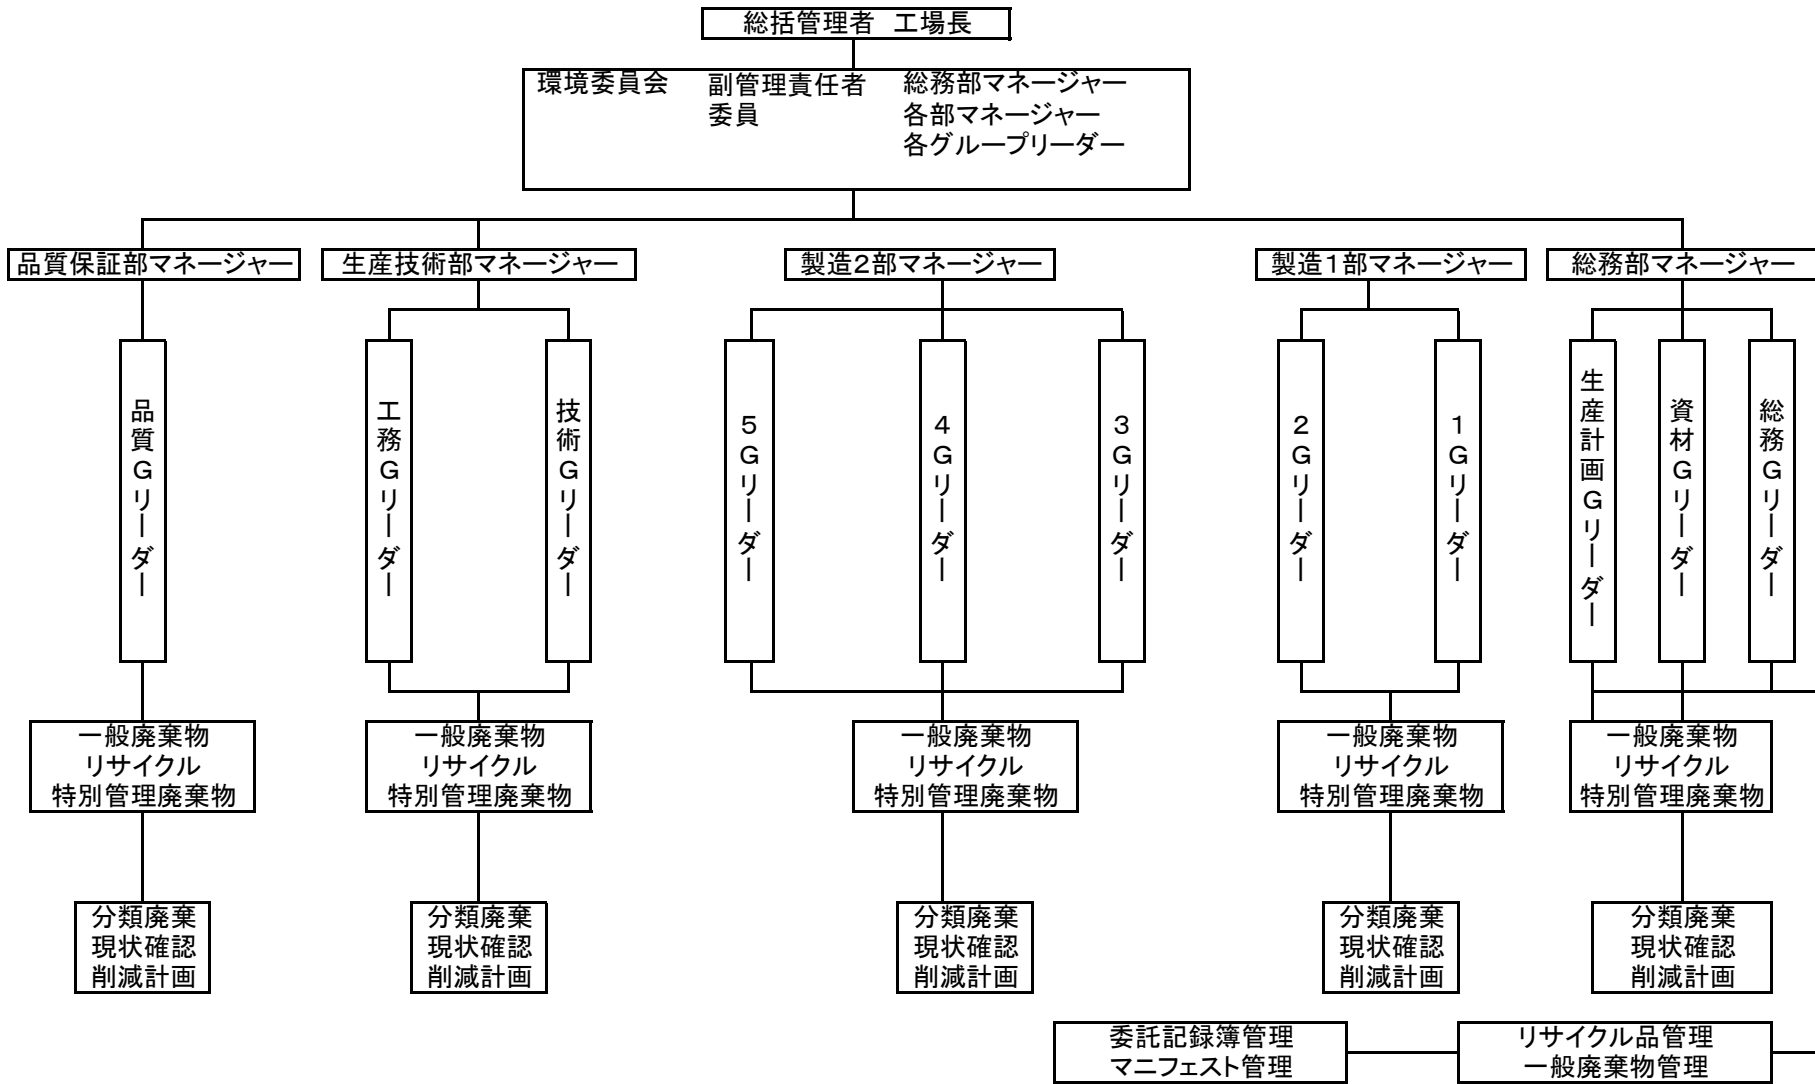 総括管理者　工場長
環境委員会　副管理責任者　総務部マネージャー
委員　各部マネージャー
各グループリーダー
品質保証部マネージャー
生産技術部マネージャー
製造２部マネージャー
製造１部マネージャー
総務部マネージャー
品質Ｇリーダー
工務Ｇリーダー
技術Ｇリーダー
５Ｇリーダー
４Ｇリーダー
３Ｇリーダー
２Ｇリーダー
１Ｇリーダー
生産計画Ｇリーダー
資材Ｇリーダー
総務Ｇリーダー
一般廃棄物
リサイクル
特別管理廃棄物
一般廃棄物
リサイクル
特別管理廃棄物
一般廃棄物
リサイクル
特別管理廃棄物
一般廃棄物
リサイクル
特別管理廃棄物
一般廃棄物
リサイクル
特別管理廃棄物
分類廃棄
現状確認
削減計画
分類廃棄
現状確認
削減計画
分類廃棄
現状確認
削減計画
分類廃棄
現状確認
削減計画
分類廃棄
現状確認
削減計画
委託記録簿管理
マニフェスト管理
リサイクル品管理
一般廃棄物管理